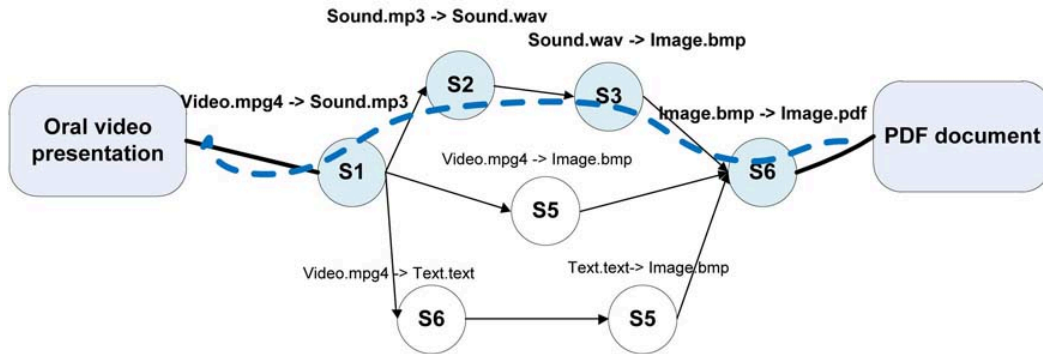 Sound.mp3 -> Sound.wav
Sound.wav -> Image.bmp
Video.mpg4 -> Sound.mp3
S2
S3
Image.bmp -> Image.pdf
Oral video
presentation
PDF document
S1
Video.mpg4 -> Image.bmp
S6
S5
Video.mpg4 -> Text.text
Text.text-> Image.bmp
S6
S5